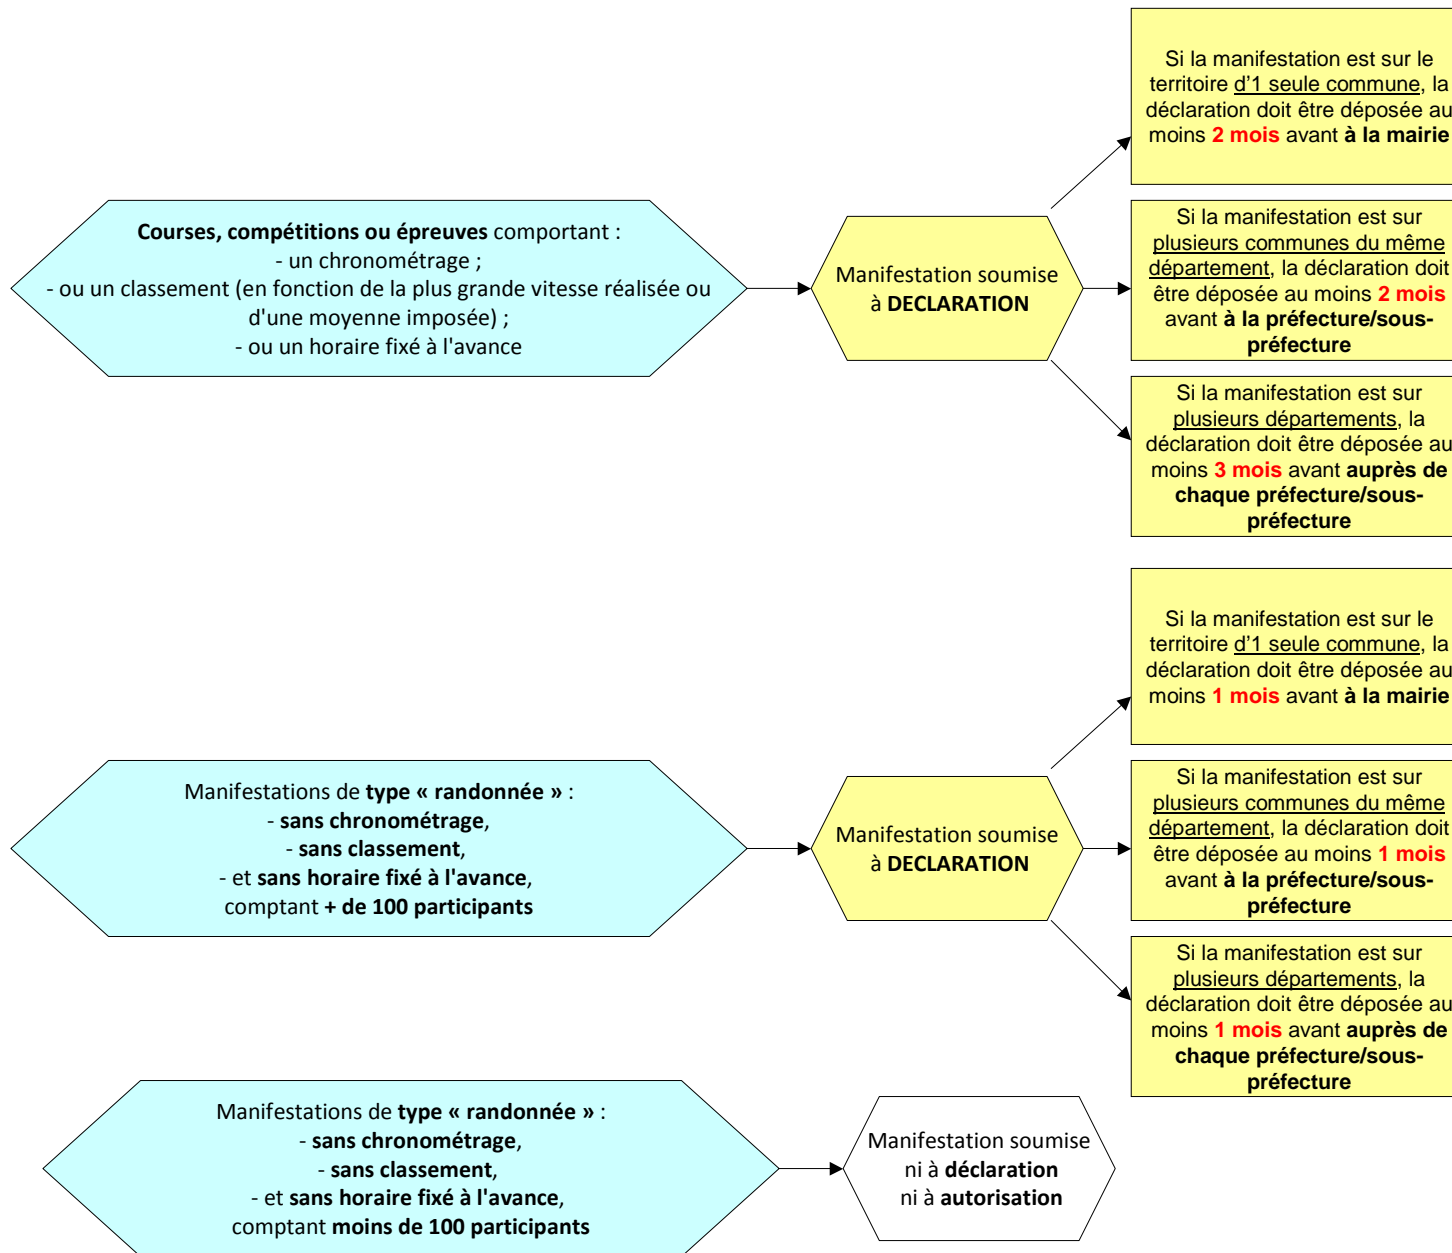 Si la manifestation est sur le
territoire d'1 seule commune, la
déclaration doit être déposée au
moins 2 mois avant à la mairie
Courses, compétitions ou épreuves comportant :
- un chronométrage ;
- ou un classement (en fonction de la plus grande vitesse réalisée ou
d'une moyenne imposée) ;
- ou un horaire fixé à l'avance
Manifestation soumise
à DECLARATION
Si la manifestation est sur
plusieurs communes du même
département, la déclaration doit
être déposée au moins 2 mois
avant à la préfecture/sous-
préfecture
Si la manifestation est sur
plusieurs départements, la
déclaration doit être déposée au
moins 3 mois avant auprès de
chaque préfecture/sous-
préfecture
Si la manifestation est sur le
territoire d'1 seule commune, la
déclaration doit être déposée au
moins 1 mois avant à la mairie
Manifestations de type « randonnée » :
- sans chronométrage,
- sans classement,
- et sans horaire fixé à l'avance,
comptant + de 100 participants
Manifestation soumise
à DECLARATION
Si la manifestation est sur
plusieurs communes du même
département, la déclaration doit
être déposée au moins 1 mois
avant à la préfecture/sous-
préfecture
Si la manifestation est sur
plusieurs départements, la
déclaration doit être déposée au
moins 1 mois avant auprès de
chaque préfecture/sous-
préfecture
Manifestations de type « randonnée » :
- sans chronométrage,
- sans classement,
- et sans horaire fixé à l'avance,
comptant moins de 100 participants
Manifestation soumise
ni à déclaration
ni à autorisation